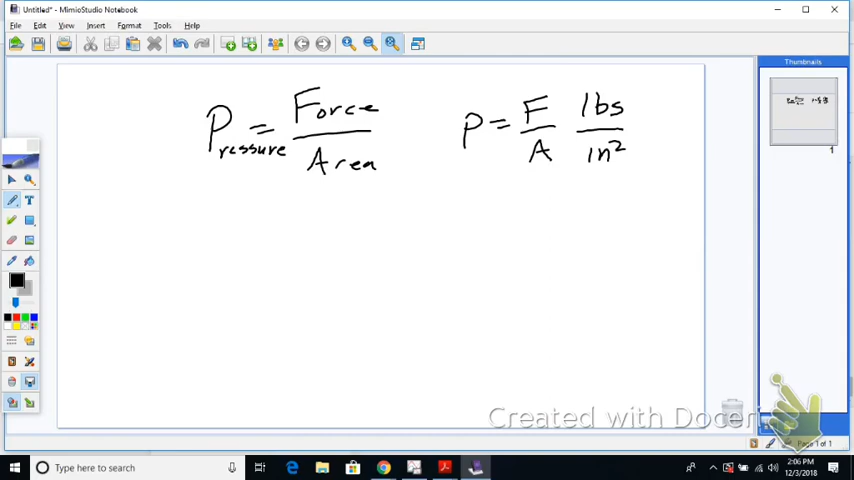 Untitled* - MimioStudio Notebook
File Edit View Insert Format Tools Help
Thumbnails
Pressure = Force / Area
P = F / A lbs / in²
1
Created with Doceri
Page 1 of 1
Type here to search
2:06 PM
12/3/2018